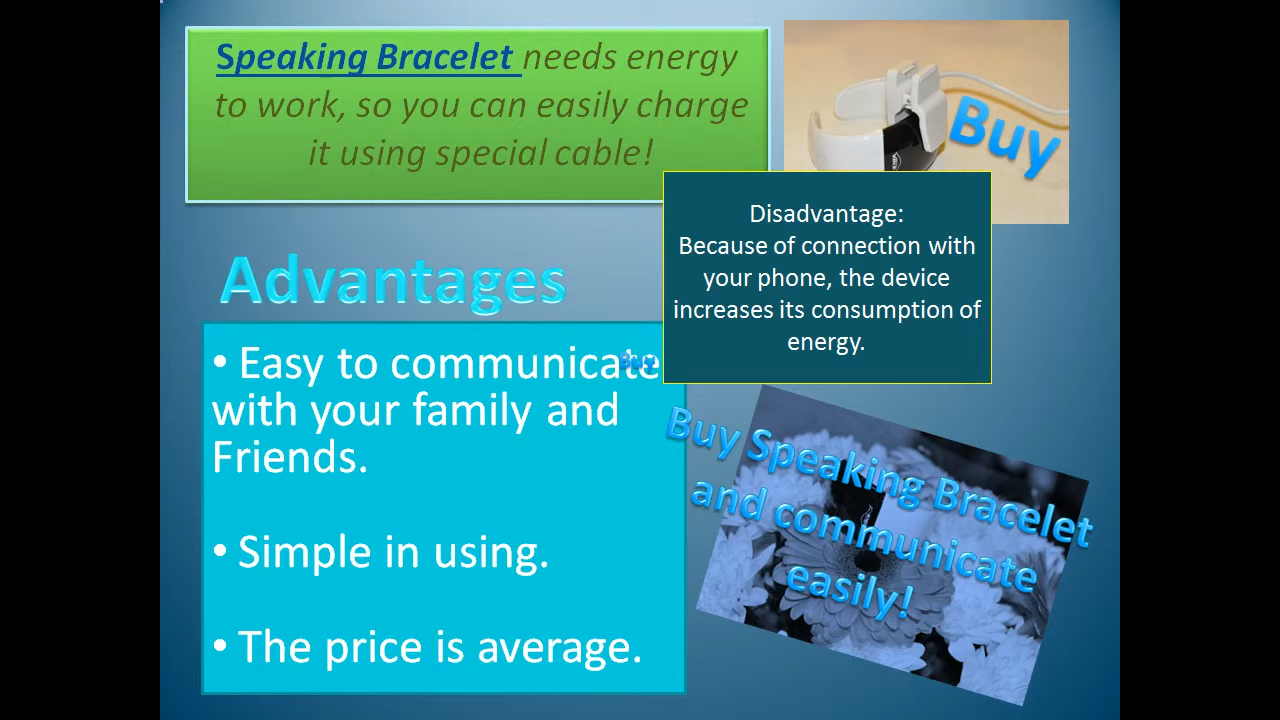 Speaking Bracelet needs energy
to work, so you can easily charge
it using special cable!
Buy
Disadvantage:
Because of connection with
your phone, the device
increases its consumption of
energy.
Advantages
• Easy to communicate
with your family and
Friends.
Buy
• Simple in using.
• The price is average.
Buy Speaking Bracelet
and communicate
easily!